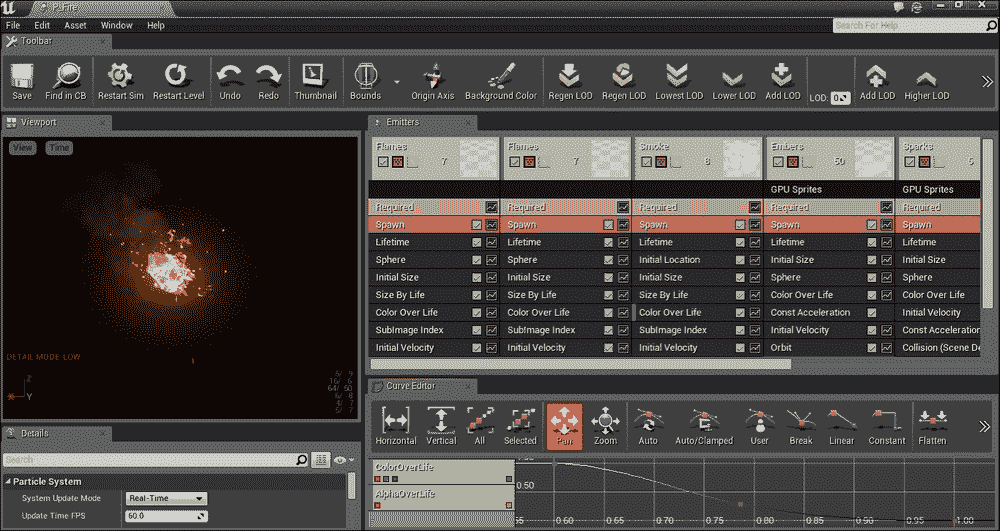 P_Fire
File Edit Asset Window Help
Search For Help
Toolbar
Save
Find in CB
Restart Sim
Restart Level
Undo
Redo
Thumbnail
Bounds
Origin Axis
Background Color
Regen LOD
Regen LOD
Lowest LOD
Lower LOD
Add LOD
LOD: 0
Add LOD
Higher LOD
Viewport
View Time
DETAIL MODE: LOW
Z
Y
Emitters
Flames 7
Flames 7
Smoke 8
Embers 50
Sparks 5
GPU Sprites GPU Sprites
Required Required Required Required Required
Spawn Spawn Spawn Spawn Spawn
Lifetime Lifetime Lifetime Lifetime Lifetime
Sphere Sphere Initial Location Initial Size Initial Size
Initial Size Initial Size Initial Size Sphere Sphere
Size By Life Size By Life Size By Life Color Over Life Color Over Life
Color Over Life Color Over Life Color Over Life Const Acceleration Initial Velocity
SubImage Index SubImage Index SubImage Index Initial Velocity Const Acceleration
Initial Velocity Initial Velocity Initial Velocity Orbit Collision (Scene De
Curve Editor
Horizontal
Vertical
All
Selected
Pan
Zoom
Auto
Auto/Clamped
User
Break
Linear
Constant
Flatten
ColorOverLife
AlphaOverLife
0.50
0.60 0.65 0.70 0.75 0.80 0.85 0.90 0.95 1.00
Details
Search
Particle System
System Update Mode Real-Time
Update Time FPS 60.0